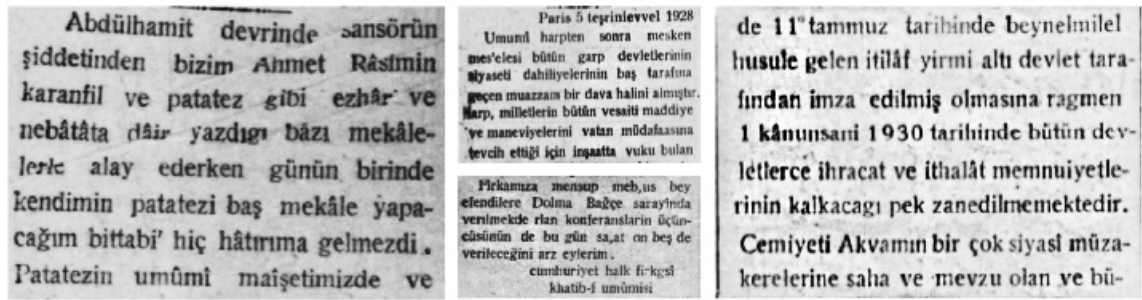 Abdülhamit devrinde sansörün
şiddetinden bizim Ahmet Râsimin
karanfil ve patatez gibi ezhâr ve
nebâtâta dâir yazdıgı bâzı mekâle-
lerle alay ederken günün birinde
kendimin patatezi baş mekâle yapa-
cağım bittabi' hiç hâtırıma gelmezdi.
Patatezin umûmî maişetimizde ve
Paris 5 teşrinievvel 1928
Umumî harpten sonra mesken
mes'elesi bütün garp devletlerinin
siyaseti dahiliyelerinin baş tarafına
geçen muazzam bir dava halini almıştır.
Harp, milletlerin bütün vesaiti maddiye
ve maneviyelerini vatan müdafaasına
tevcih ettiği için inşaatta vuku bulan
Fırkamıza mensup meb,us bey
efendilere Dolma Bağçe sarayında
verilmekde olan konferansların üçün-
cüsünün de bu gün sa,at on beş de
verileceğini arz eylerim.
cumhuriyet halk fırkası
khatib-i umûmisi
de 11 tammuz tarihinde beynelmilel
husule gelen itilâf yirmi altı devlet tara-
fından imza edilmiş olmasına ragmen
1 kânunsani 1930 tarihinde bütün dev-
letlerce ihracat ve ithalât memnuiyetle-
rinin kalkacagı pek zanedilmemektedir.
Cemiyeti Akvamın bir çok siyasî müza-
kerelerine saha ve mevzu olan ve bü-